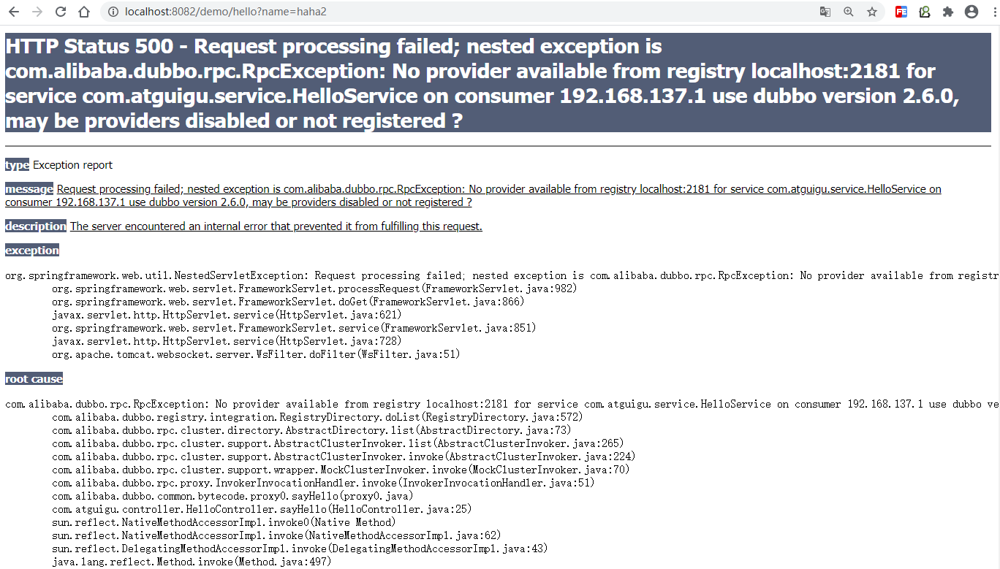 localhost:8082/demo/hello?name=haha2
HTTP Status 500 - Request processing failed; nested exception is
com.alibaba.dubbo.rpc.RpcException: No provider available from registry localhost:2181 for
service com.atguigu.service.HelloService on consumer 192.168.137.1 use dubbo version 2.6.0,
may be providers disabled or not registered ?
type Exception report
message Request processing failed; nested exception is com.alibaba.dubbo.rpc.RpcException: No provider available from registry localhost:2181 for service com.atguigu.service.HelloService on
consumer 192.168.137.1 use dubbo version 2.6.0, may be providers disabled or not registered ?
description The server encountered an internal error that prevented it from fulfilling this request.
exception
org.springframework.web.util.NestedServletException: Request processing failed; nested exception is com.alibaba.dubbo.rpc.RpcException: No provider available from registr
org.springframework.web.servlet.FrameworkServlet.processRequest(FrameworkServlet.java:982)
org.springframework.web.servlet.FrameworkServlet.doGet(FrameworkServlet.java:866)
javax.servlet.http.HttpServlet.service(HttpServlet.java:621)
org.springframework.web.servlet.FrameworkServlet.service(FrameworkServlet.java:851)
javax.servlet.http.HttpServlet.service(HttpServlet.java:728)
org.apache.tomcat.websocket.server.WsFilter.doFilter(WsFilter.java:51)
root cause
com.alibaba.dubbo.rpc.RpcException: No provider available from registry localhost:2181 for service com.atguigu.service.HelloService on consumer 192.168.137.1 use dubbo ve
com.alibaba.dubbo.registry.integration.RegistryDirectory.doList(RegistryDirectory.java:572)
com.alibaba.dubbo.rpc.cluster.directory.AbstractDirectory.list(AbstractDirectory.java:73)
com.alibaba.dubbo.rpc.cluster.support.AbstractClusterInvoker.list(AbstractClusterInvoker.java:265)
com.alibaba.dubbo.rpc.cluster.support.AbstractClusterInvoker.invoke(AbstractClusterInvoker.java:224)
com.alibaba.dubbo.rpc.cluster.support.wrapper.MockClusterInvoker.invoke(MockClusterInvoker.java:70)
com.alibaba.dubbo.rpc.proxy.InvokerInvocationHandler.invoke(InvokerInvocationHandler.java:51)
com.alibaba.dubbo.common.bytecode.proxy0.sayHello(proxy0.java)
com.atguigu.controller.HelloController.sayHello(HelloController.java:25)
sun.reflect.NativeMethodAccessorImpl.invoke0(Native Method)
sun.reflect.NativeMethodAccessorImpl.invoke(NativeMethodAccessorImpl.java:62)
sun.reflect.DelegatingMethodAccessorImpl.invoke(DelegatingMethodAccessorImpl.java:43)
java.lang.reflect.Method.invoke(Method.java:497)